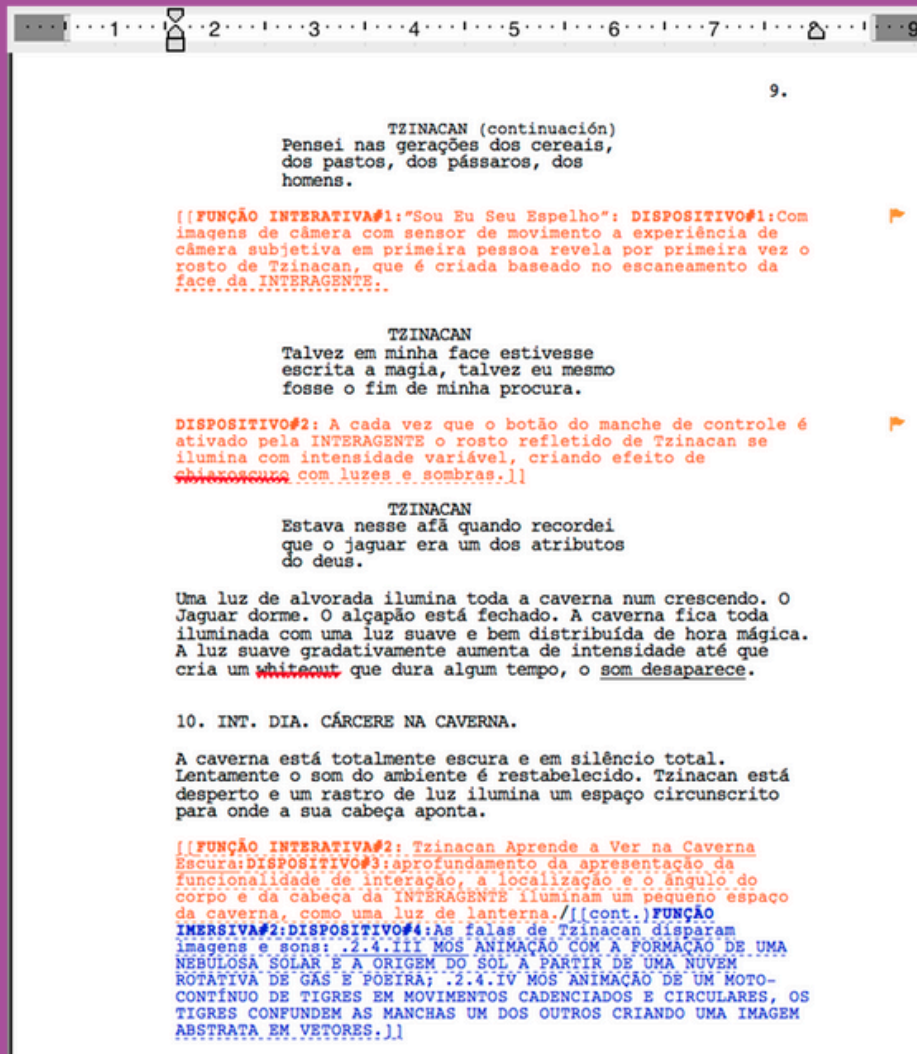 1 2 3 4 5 6 7 8 9
9.
TZINACAN (continuación)
Pensei nas gerações dos cereais,
dos pastos, dos pássaros, dos
homens.
[[FUNÇÃO INTERATIVA#1:"Sou Eu Seu Espelho": DISPOSITIVO#1:Com
imagens de câmera com sensor de movimento a experiência de
câmera subjetiva em primeira pessoa revela por primeira vez o
rosto de Tzinacan, que é criada baseado no escaneamento da
face da INTERAGENTE.
TZINACAN
Talvez em minha face estivesse
escrita a magia, talvez eu mesmo
fosse o fim de minha procura.
DISPOSITIVO#2: A cada vez que o botão do manche de controle é
ativado pela INTERAGENTE o rosto refletido de Tzinacan se
ilumina com intensidade variável, criando efeito de
chiaroscuro com luzes e sombras.]]
TZINACAN
Estava nesse afã quando recordei
que o jaguar era um dos atributos
do deus.
Uma luz de alvorada ilumina toda a caverna num crescendo. O
Jaguar dorme. O alçapão está fechado. A caverna fica toda
iluminada com uma luz suave e bem distribuída de hora mágica.
A luz suave gradativamente aumenta de intensidade até que
cria um whiteout que dura algum tempo, o som desaparece.
10. INT. DIA. CÁRCERE NA CAVERNA.
A caverna está totalmente escura e em silêncio total.
Lentamente o som do ambiente é restabelecido. Tzinacan está
desperto e um rastro de luz ilumina um espaço circunscrito
para onde a sua cabeça aponta.
[[FUNÇÃO INTERATIVA#2: Tzinacan Aprende a Ver na Caverna
Escura:DISPOSITIVO#3:aprofundamento da apresentação da
funcionalidade de interação, a localização e o ângulo do
corpo e da cabeça da INTERAGENTE iluminam um pequeno espaço
da caverna, como uma luz de lanterna./[[cont.)FUNÇÃO
IMERSIVA#2:DISPOSITIVO#4:As falas de Tzinacan disparam
imagens e sons: .2.4.III MOS ANIMAÇÃO COM A FORMAÇÃO DE UMA
NEBULOSA SOLAR E A ORIGEM DO SOL A PARTIR DE UMA NUVEM
ROTATIVA DE GÁS E POEIRA; .2.4.IV MOS ANIMAÇÃO DE UM MOTO-
CONTÍNUO DE TIGRES EM MOVIMENTOS CADENCIADOS E CIRCULARES, OS
TIGRES CONFUNDEM AS MANCHAS UM DOS OUTROS CRIANDO UMA IMAGEM
ABSTRATA EM VETORES.]]